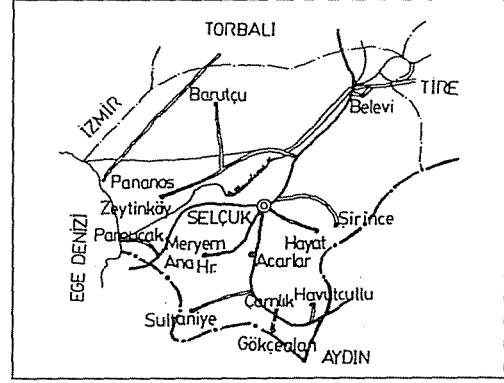 TORBALI
İZMİR
Barutçu
Belevi
TİRE
Pananos
Zeytinköy
SELÇUK
Şirince
Pamucak
EGE DENİZİ
Meryem
Ana Hr.
Hayat
Acarlar
Çamlık
Havutçullu
Sultaniye
Gökçealan
AYDIN